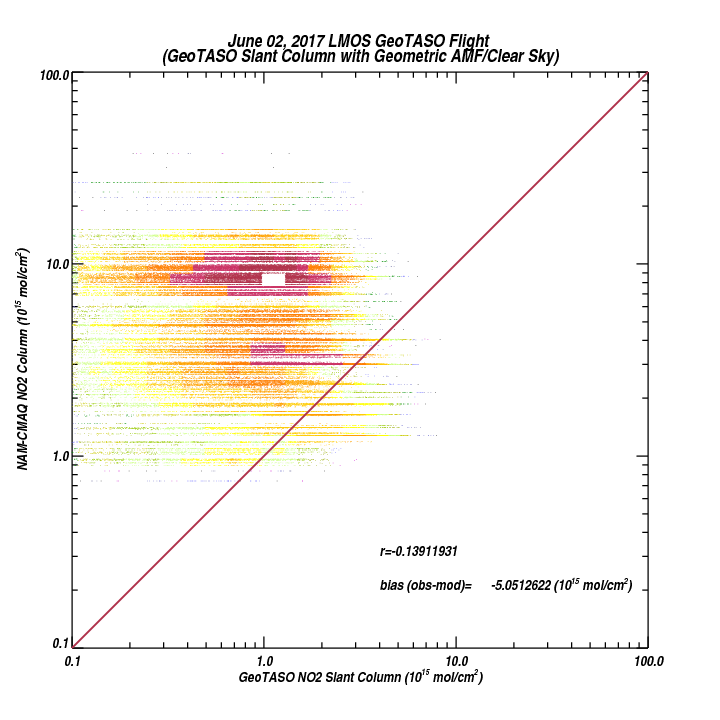 June 02, 2017 LMOS GeoTASO Flight
(GeoTASO Slant Column with Geometric AMF/Clear Sky)
100.0
10.0
1.0
0.1
NAM-CMAQ NO2 Column (10^15 mol/cm^2)
r=-0.13911931
bias (obs-mod)= -5.0512622 (10^15 mol/cm^2)
0.1 1.0 10.0 100.0
GeoTASO NO2 Slant Column (10^15 mol/cm^2)